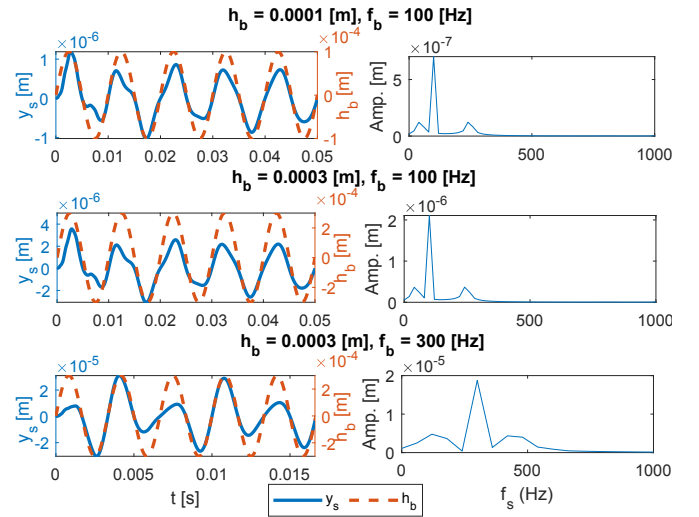 h_b = 0.0001 [m], f_b = 100 [Hz]
×10^-6
×10^-4
×10^-7
y_s [m]
1
0
-1
h_b [m]
1
0
-1
Amp. [m]
5
0
0 0.01 0.02 0.03 0.04 0.05
0 500 1000
h_b = 0.0003 [m], f_b = 100 [Hz]
×10^-6
×10^-4
×10^-6
y_s [m]
4
2
0
-2
h_b [m]
2
0
-2
Amp. [m]
2
1
0
0 0.01 0.02 0.03 0.04 0.05
0 500 1000
h_b = 0.0003 [m], f_b = 300 [Hz]
×10^-5
×10^-4
×10^-5
y_s [m]
2
0
-2
h_b [m]
2
0
-2
Amp. [m]
2
1
0
0 0.005 0.01 0.015
0 500 1000
t [s]
f_s (Hz)
y_s h_b